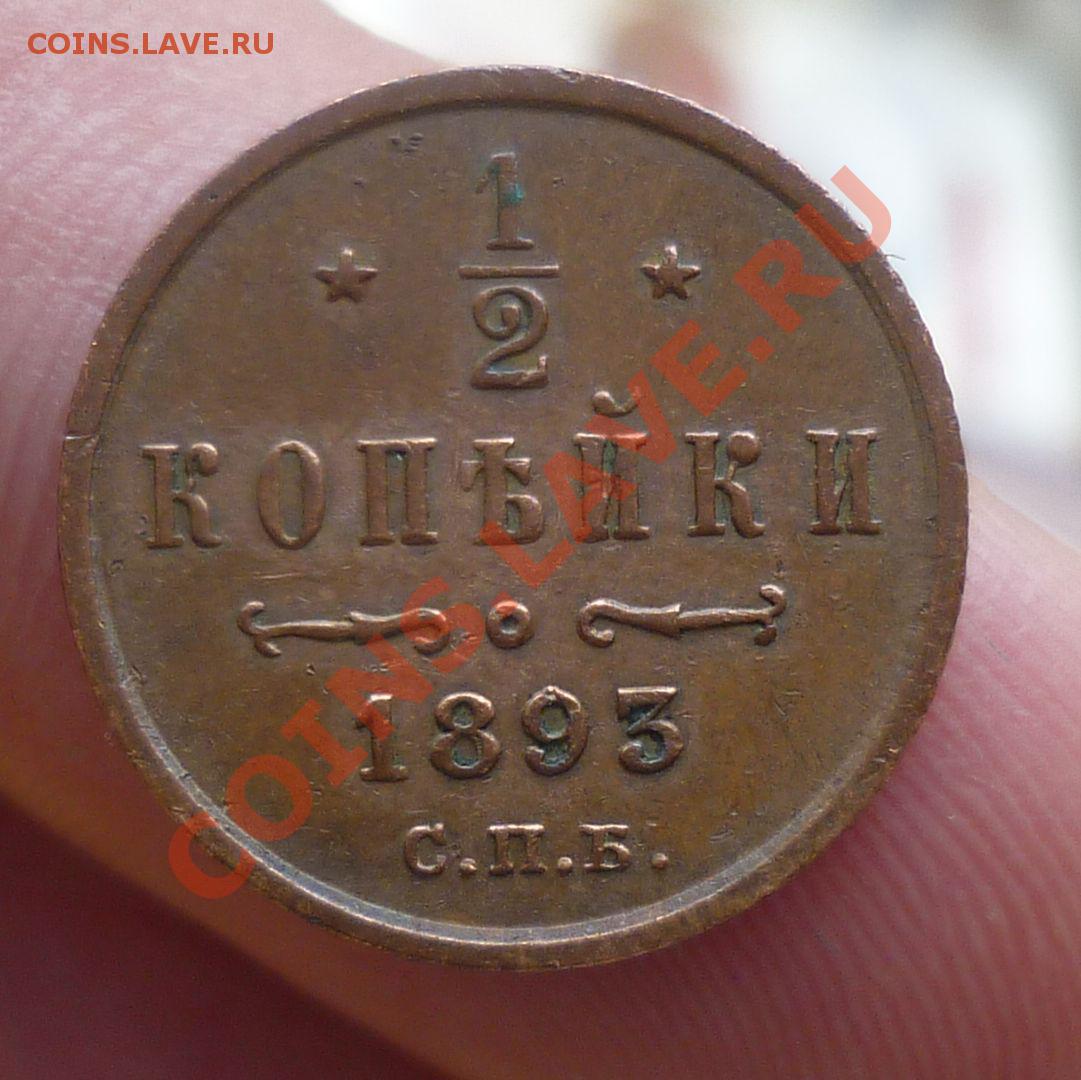 COINS.LAVE.RU
1/2
КОПѢЙКИ
1893
С.П.Б.
COINS.LAVE.RU